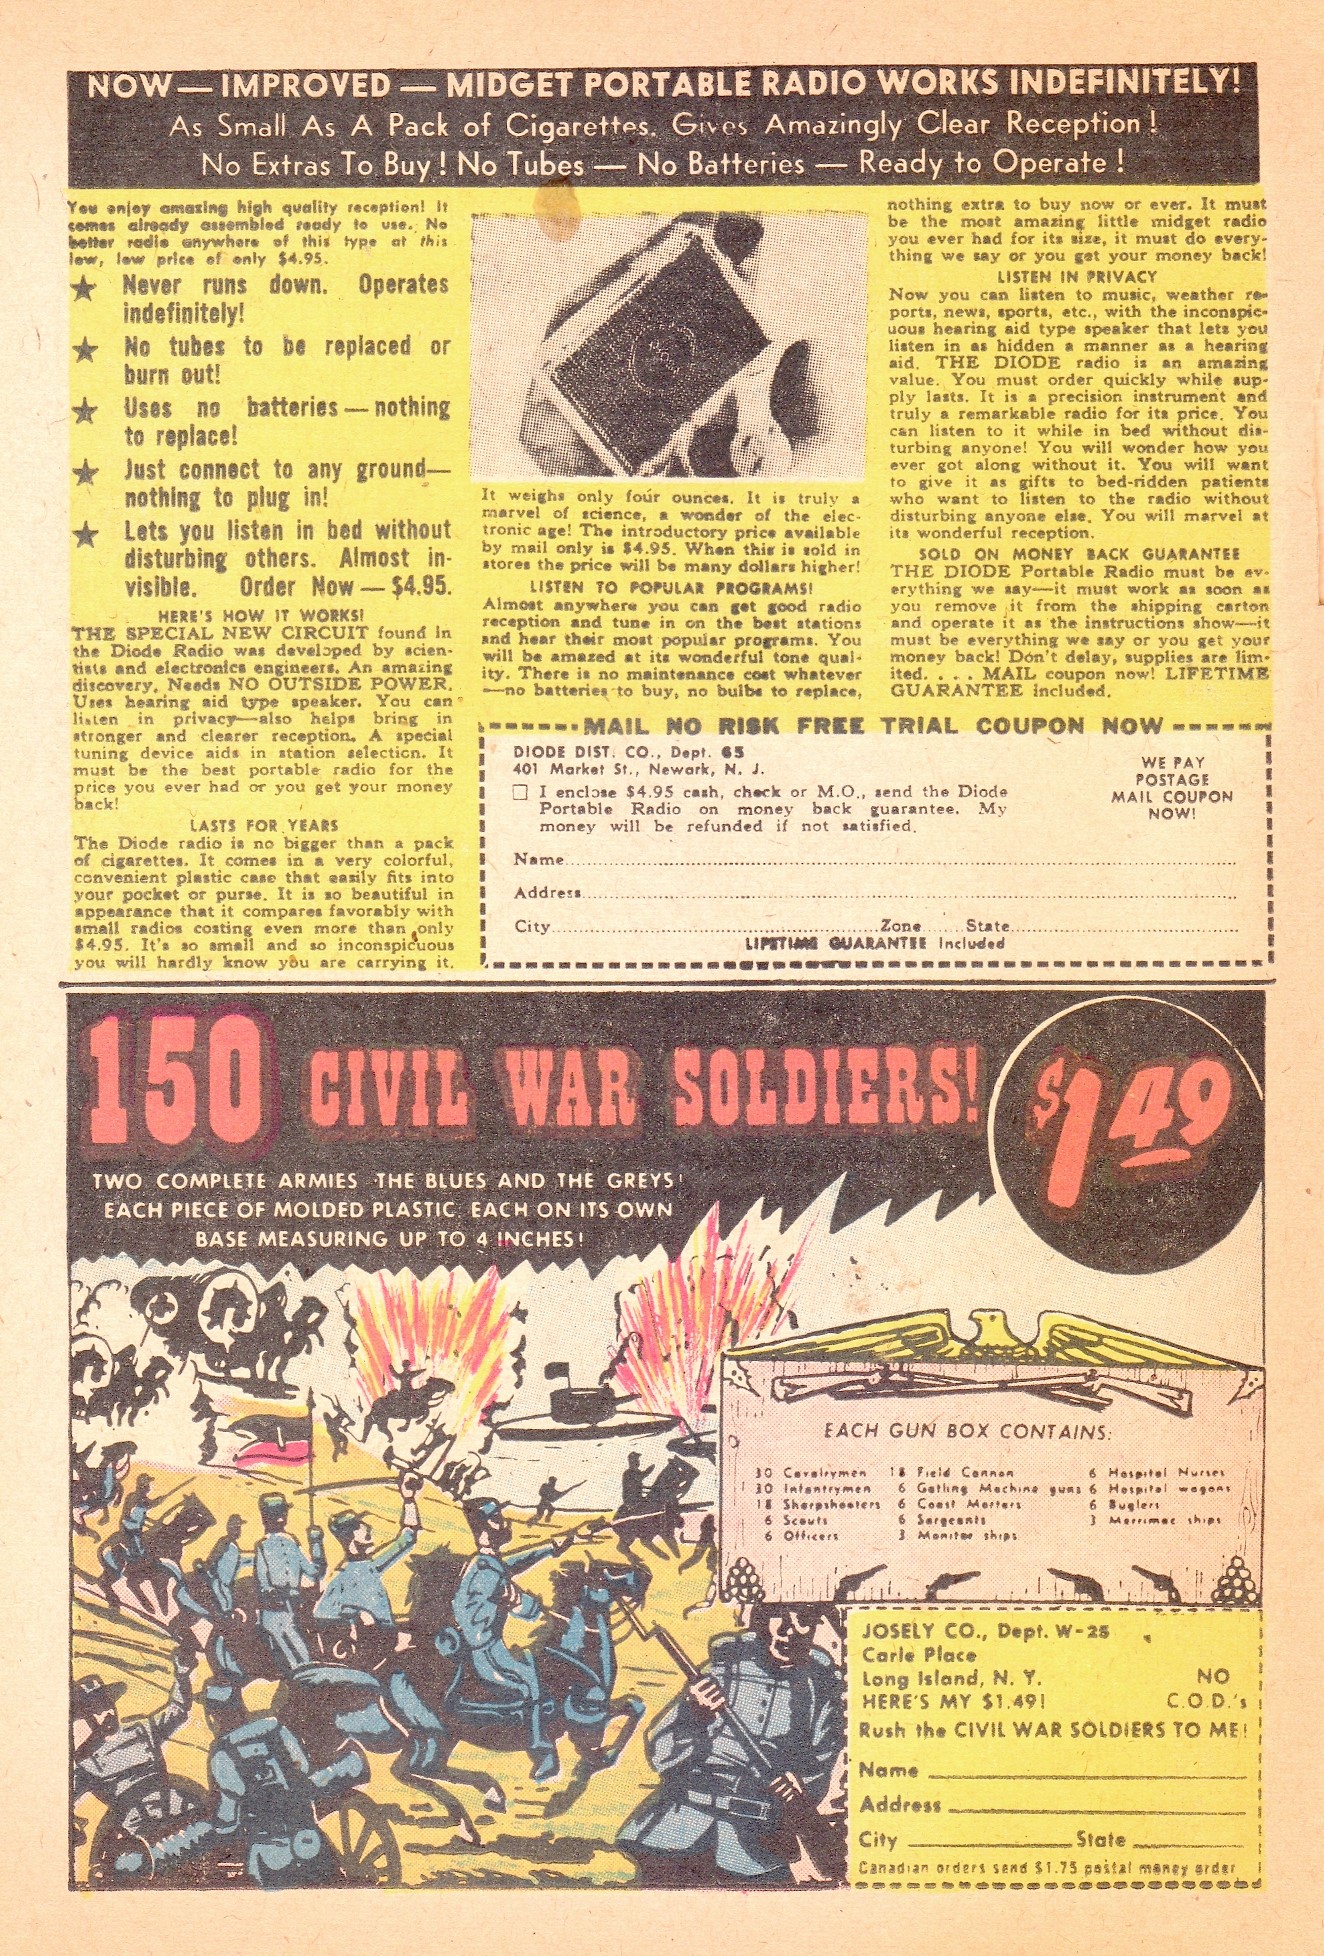 NOW — IMPROVED — MIDGET PORTABLE RADIO WORKS INDEFINITELY!
As Small As A Pack of Cigarettes. Gives Amazingly Clear Reception!
No Extras To Buy! No Tubes — No Batteries — Ready to Operate!
You enjoy amazing high quality reception! It
comes already assembled ready to use. No
better radio anywhere of this type at this
low, low price of only $4.95.
★ Never runs down. Operates
indefinitely!
★ No tubes to be replaced or
burn out!
★ Uses no batteries — nothing
to replace!
★ Just connect to any ground—
nothing to plug in!
★ Lets you listen in bed without
disturbing others. Almost in-
visible. Order Now — $4.95.
HERE'S HOW IT WORKS!
THE SPECIAL NEW CIRCUIT found in
the Diode Radio was developed by scien-
tists and electronics engineers. An amazing
discovery. Needs NO OUTSIDE POWER.
Uses hearing aid type speaker. You can
listen in privacy—also helps bring in
stronger and clearer reception. A special
tuning device aids in station selection. It
must be the best portable radio for the
price you ever had or you get your money
back!
LASTS FOR YEARS
The Diode radio is no bigger than a pack
of cigarettes. It comes in a very colorful,
convenient plastic case that easily fits into
your pocket or purse. It is so beautiful in
appearance that it compares favorably with
small radios costing even more than only
$4.95. It's so small and so inconspicuous
you will hardly know you are carrying it.
It weighs only four ounces. It is truly a
marvel of science, a wonder of the elec-
tronic age! The introductory price available
by mail only is $4.95. When this is sold in
stores the price will be many dollars higher!
LISTEN TO POPULAR PROGRAMS!
Almost anywhere you can get good radio
reception and tune in on the best stations
and hear their most popular programs. You
will be amazed at its wonderful tone qual-
ity. There is no maintenance cost whatever
—no batteries to buy, no bulbs to replace,
nothing extra to buy now or ever. It must
be the most amazing little midget radio
you ever had for its size, it must do every-
thing we say or you get your money back!
LISTEN IN PRIVACY
Now you can listen to music, weather re-
ports, news, sports, etc., with the inconspic-
uous hearing aid type speaker that lets you
listen in as hidden a manner as a hearing
aid. THE DIODE radio is an amazing
value. You must order quickly while sup-
ply lasts. It is a precision instrument and
truly a remarkable radio for its price. You
can listen to it while in bed without dis-
turbing anyone! You will wonder how you
ever got along without it. You will want
to give it as gifts to bed-ridden patients
who want to listen to the radio without
disturbing anyone else. You will marvel at
its wonderful reception.
SOLD ON MONEY BACK GUARANTEE
THE DIODE Portable Radio must be ev-
erything we say—it must work as soon as
you remove it from the shipping carton
and operate it as the instructions show—it
must be everything we say or you get your
money back! Don't delay, supplies are lim-
ited. . . . MAIL coupon now! LIFETIME
GUARANTEE included.
MAIL NO RISK FREE TRIAL COUPON NOW
DIODE DIST. CO., Dept. 65
401 Market St., Newark, N. J.
☐ I enclose $4.95 cash, check or M.O., send the Diode
Portable Radio on money back guarantee. My
money will be refunded if not satisfied.
WE PAY
POSTAGE
MAIL COUPON
NOW!
Name
Address
City Zone State
LIFETIME GUARANTEE Included
150 CIVIL WAR SOLDIERS!
$1.49
TWO COMPLETE ARMIES THE BLUES AND THE GREYS!
EACH PIECE OF MOLDED PLASTIC, EACH ON ITS OWN
BASE MEASURING UP TO 4 INCHES!
EACH GUN BOX CONTAINS:
30 Cavalrymen 18 Field Cannon 6 Hospital Nurses
30 Infantrymen 6 Gatling Machine guns 6 Hospital wagons
18 Sharpshooters 6 Coast Mortars 6 Buglers
6 Scouts 6 Sargeants 3 Merrimac ships
6 Officers 3 Monitor ships
JOSELY CO., Dept. W-25
Carle Place
Long Island, N. Y.
HERE'S MY $1.49!
NO
C.O.D.'s
Rush the CIVIL WAR SOLDIERS TO ME!
Name
Address
City State
Canadian orders send $1.75 postal money order